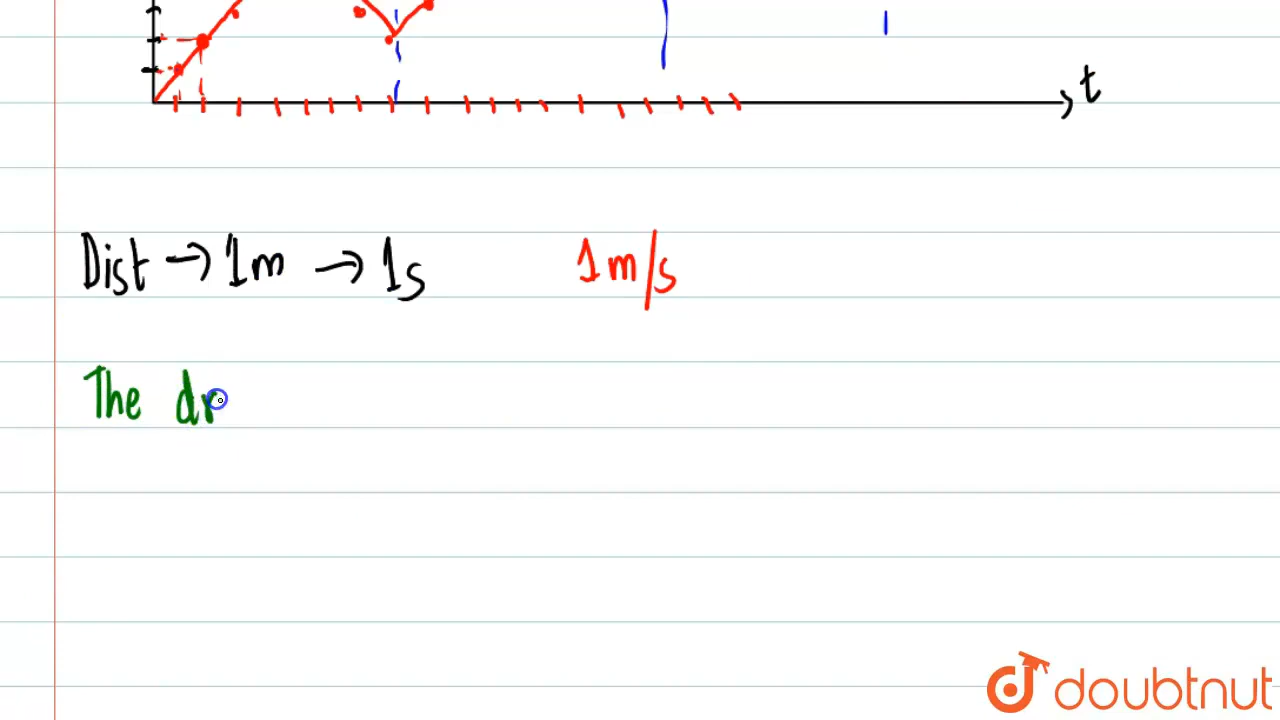 t
Dist → 1m → 1s 1m/s
The dr
doubtnut